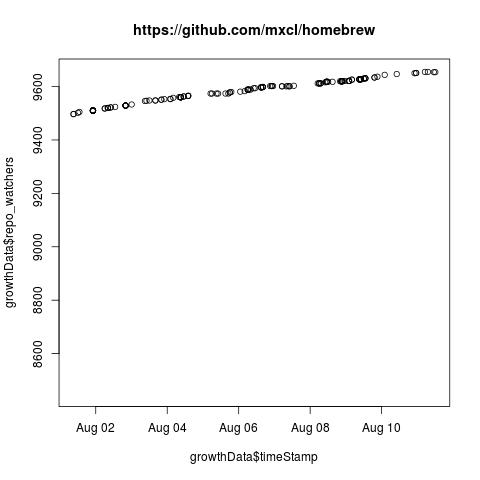 https://github.com/mxcl/homebrew
growthData$repo_watchers
9600
9400
9200
9000
8800
8600
Aug 02 Aug 04 Aug 06 Aug 08 Aug 10
growthData$timeStamp